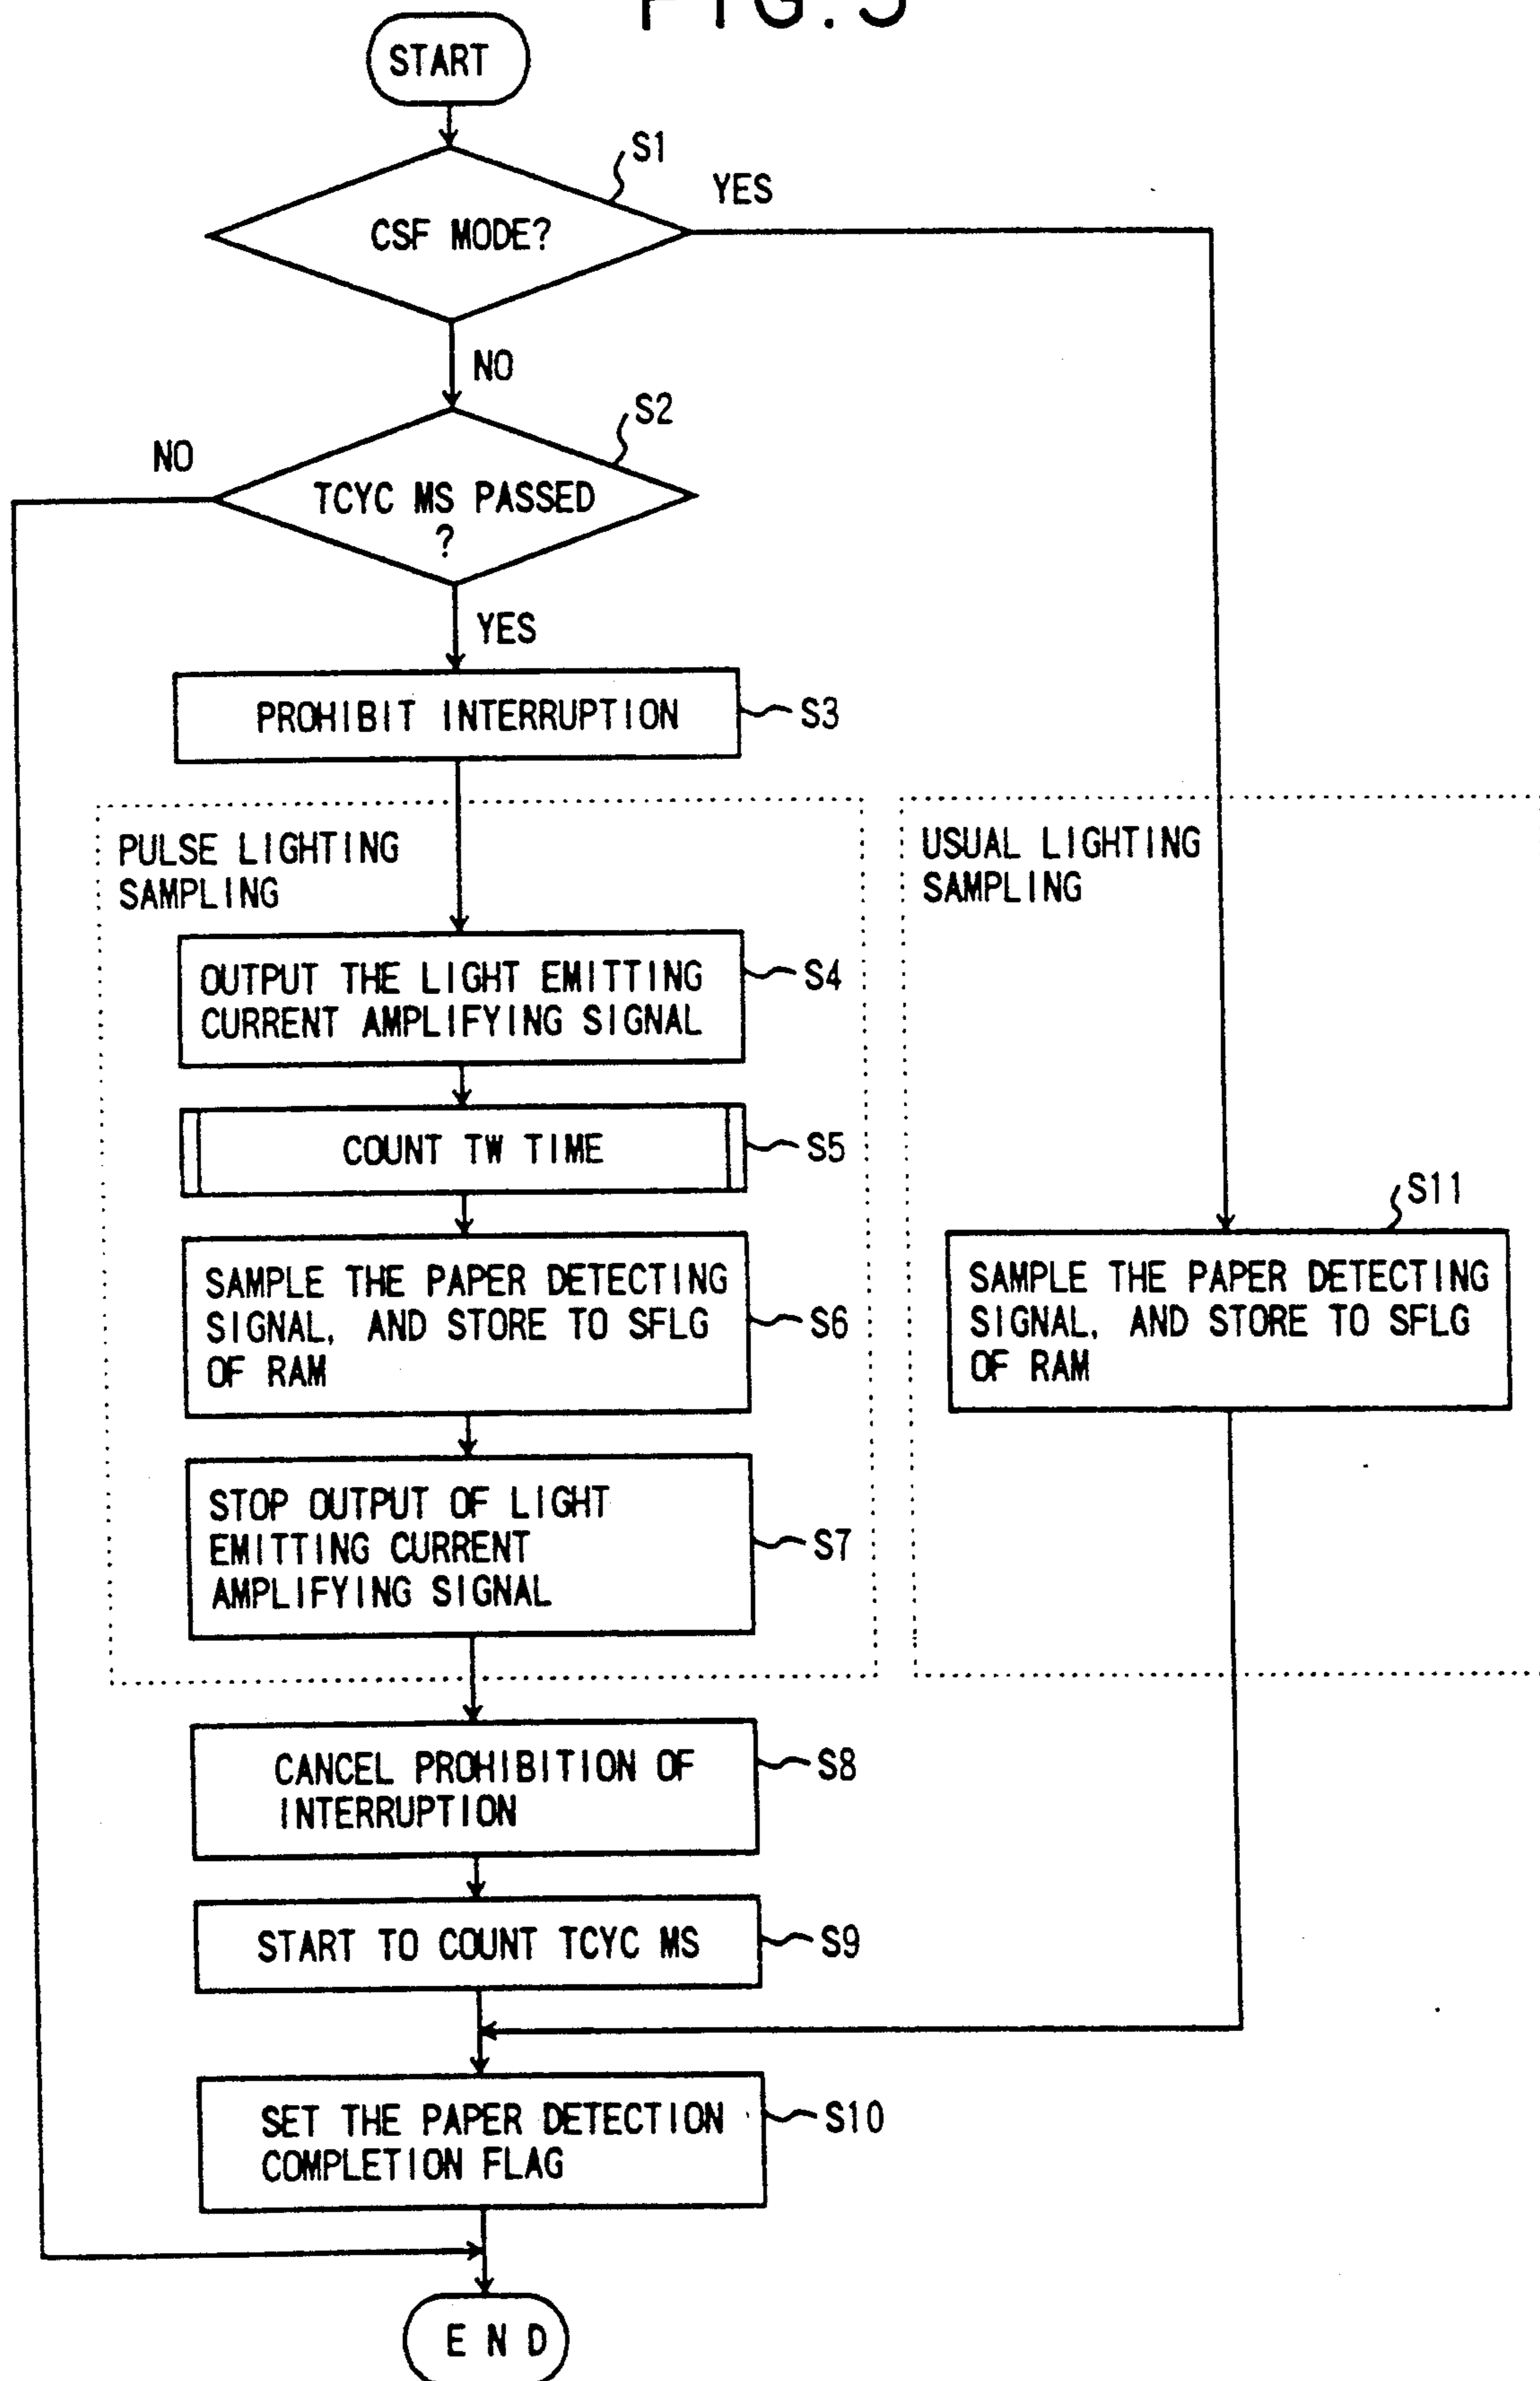 FIG. 5
START
S1
YES
CSF MODE?
NO
S2
NO
TCYC MS PASSED
?
YES
PROHIBIT INTERRUPTION
S3
PULSE LIGHTING
SAMPLING
USUAL LIGHTING
SAMPLING
OUTPUT THE LIGHT EMITTING
CURRENT AMPLIFYING SIGNAL
S4
COUNT TW TIME
S5
SAMPLE THE PAPER DETECTING
SIGNAL, AND STORE TO SFLG
OF RAM
S6
S11
SAMPLE THE PAPER DETECTING
SIGNAL, AND STORE TO SFLG
OF RAM
STOP OUTPUT OF LIGHT
EMITTING CURRENT
AMPLIFYING SIGNAL
S7
CANCEL PROHIBITION OF
INTERRUPTION
S8
START TO COUNT TCYC MS
S9
SET THE PAPER DETECTION
COMPLETION FLAG
S10
END